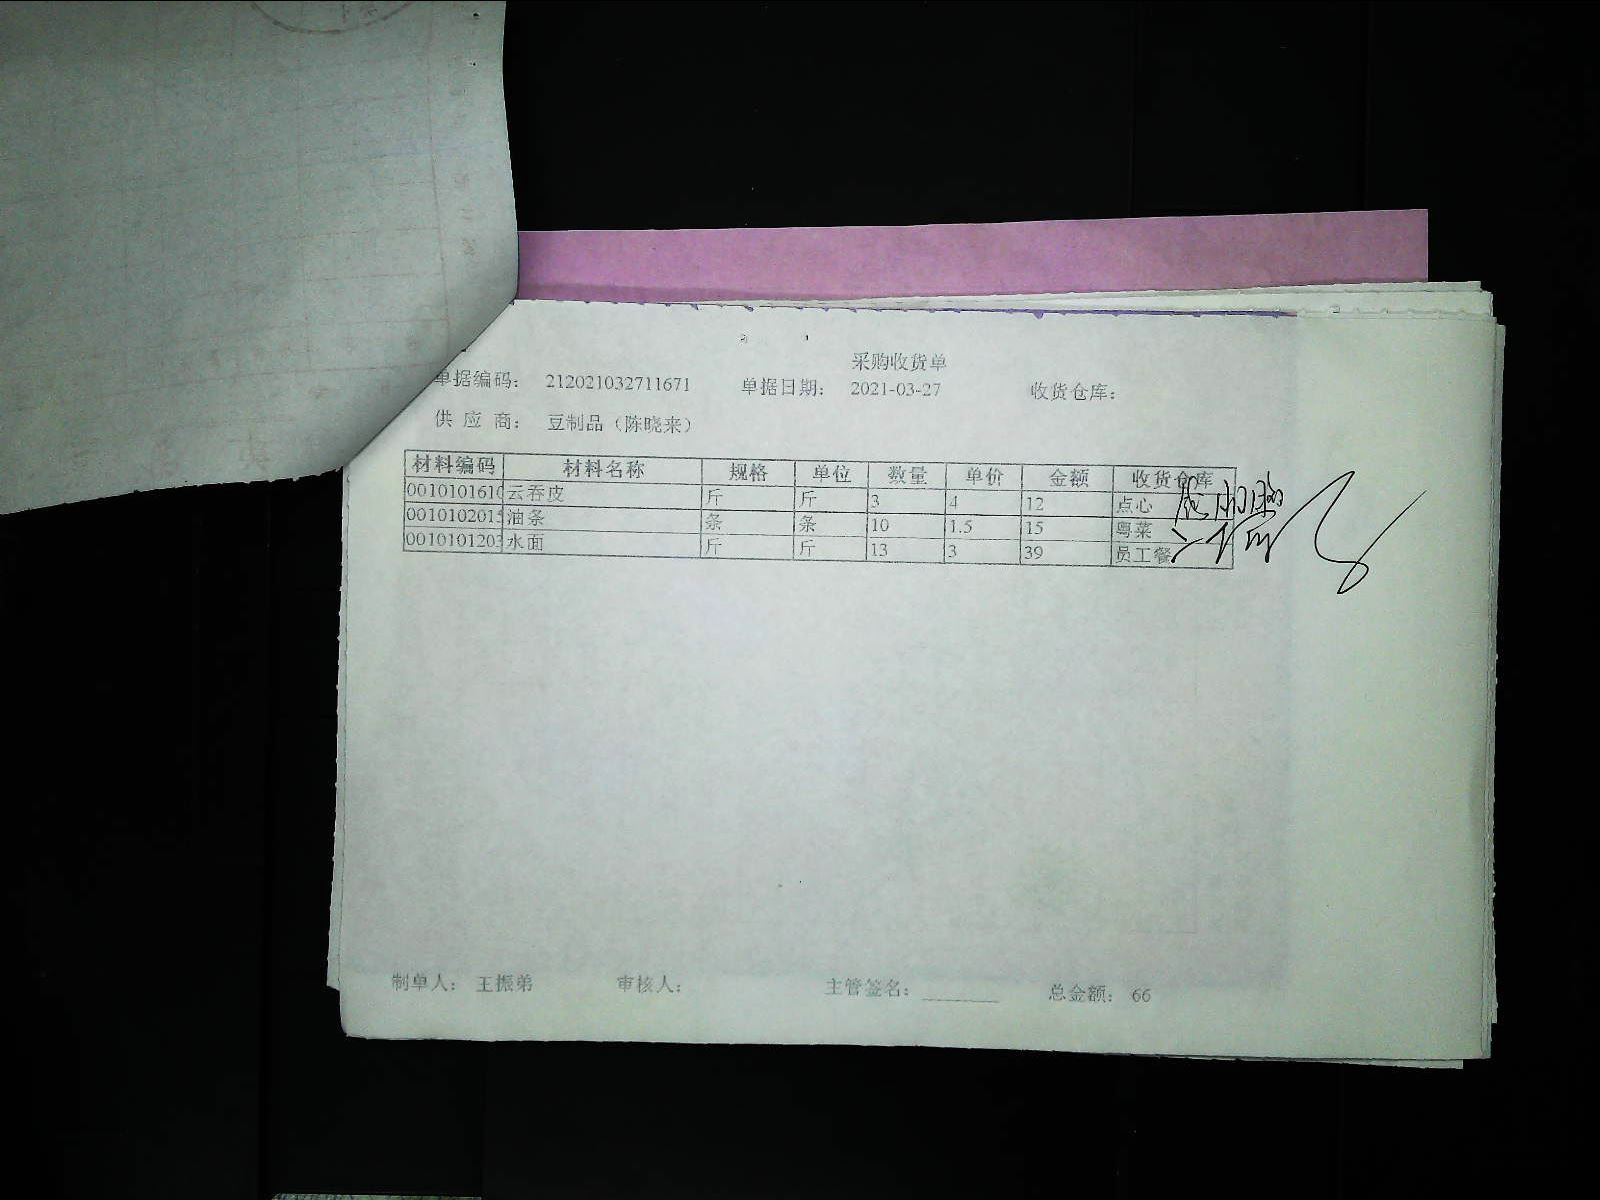 采购收货单
单据编码： 212021032711671 单据日期： 2021-03-27 收货仓库：
供 应 商： 豆制品（陈晓来）
材料编码 材料名称 规格 单位 数量 单价 金额 收货仓库
0010101610 云吞皮 斤 斤 3 4 12 点心
0010102015 油条 条 条 10 1.5 15 粤菜
0010101203 水面 斤 斤 13 3 39 员工餐
制单人： 王振弟 审核人： 主管签名： ________ 总金额： 66